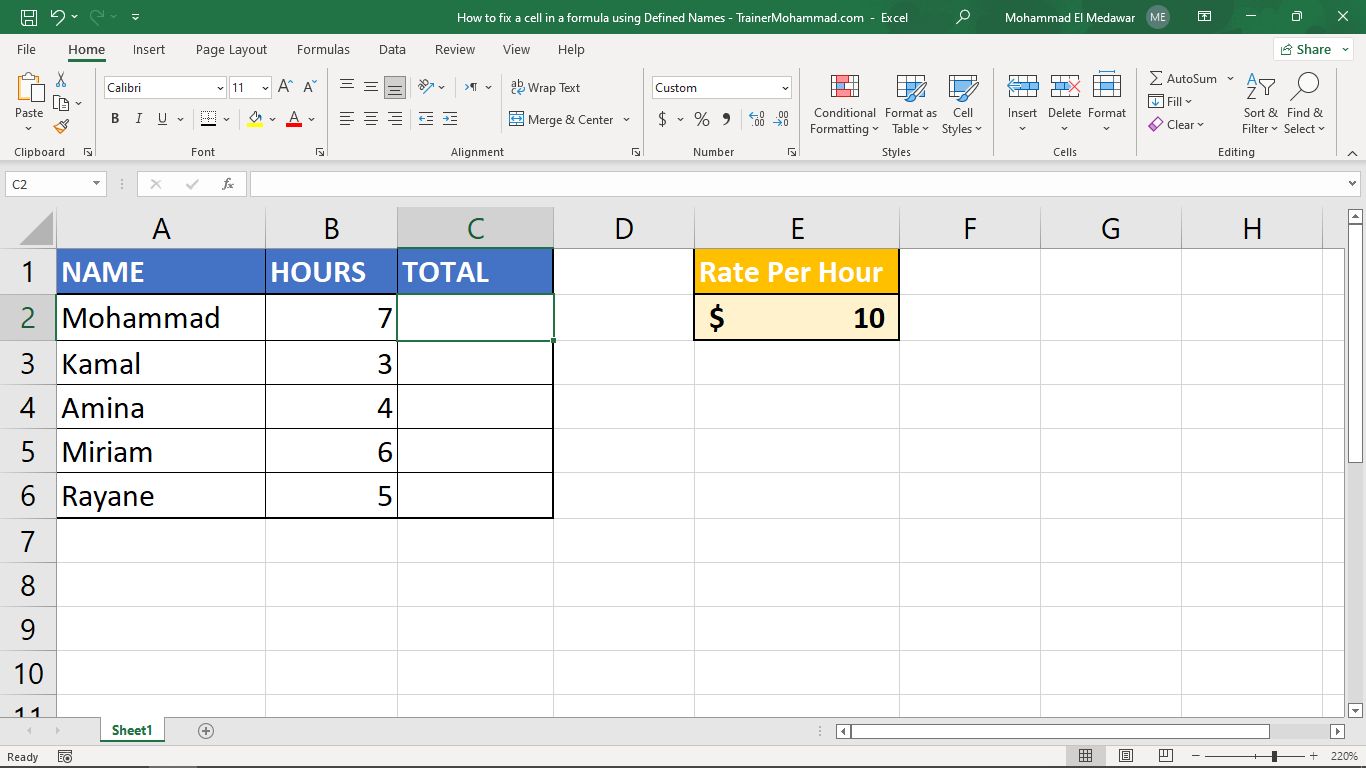 How to fix a cell in a formula using Defined Names - TrainerMohammad.com - Excel Mohammad El Medawar ME
File Home Insert Page Layout Formulas Data Review View Help Share
Paste
Calibri 11 A A
B I U A
Wrap Text
Merge & Center
Custom
$ % 9 .00 .00
Conditional Formatting
Format as Table
Cell Styles
Insert Delete Format
AutoSum
Fill
Clear
Sort & Filter
Find & Select
Clipboard Font Alignment Number Styles Cells Editing
C2 fx
A B C D E F G H
1 NAME HOURS TOTAL Rate Per Hour
2 Mohammad 7 $ 10
3 Kamal 3
4 Amina 4
5 Miriam 6
6 Rayane 5
7
8
9
10
11
Sheet1
Ready 220%